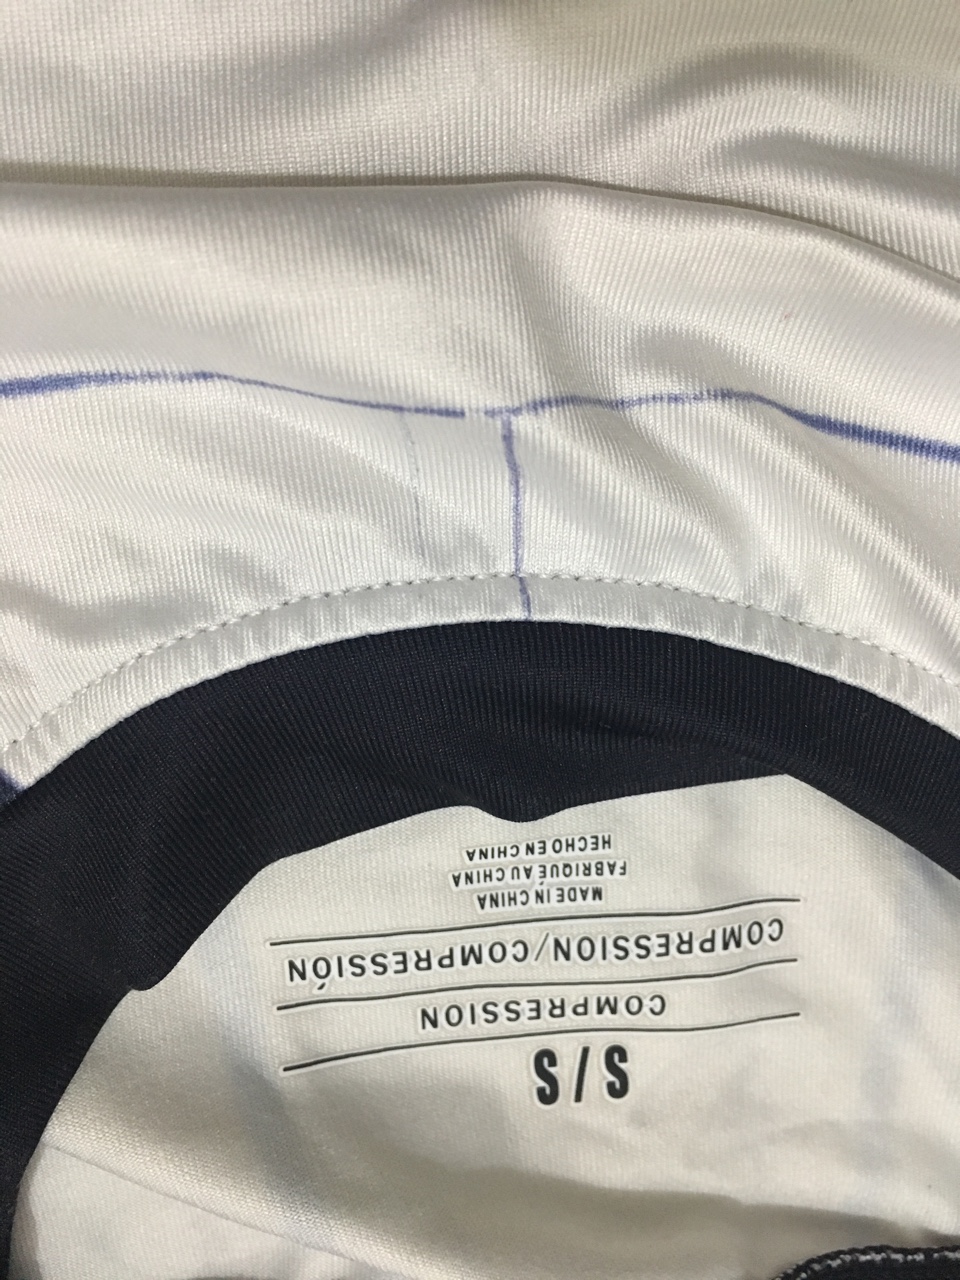 S / S
COMPRESSION
COMPRESSION/COMPRESSIÓN
MADE IN CHINA
FABRIQUÉ AU CHINA
HECHO EN CHINA